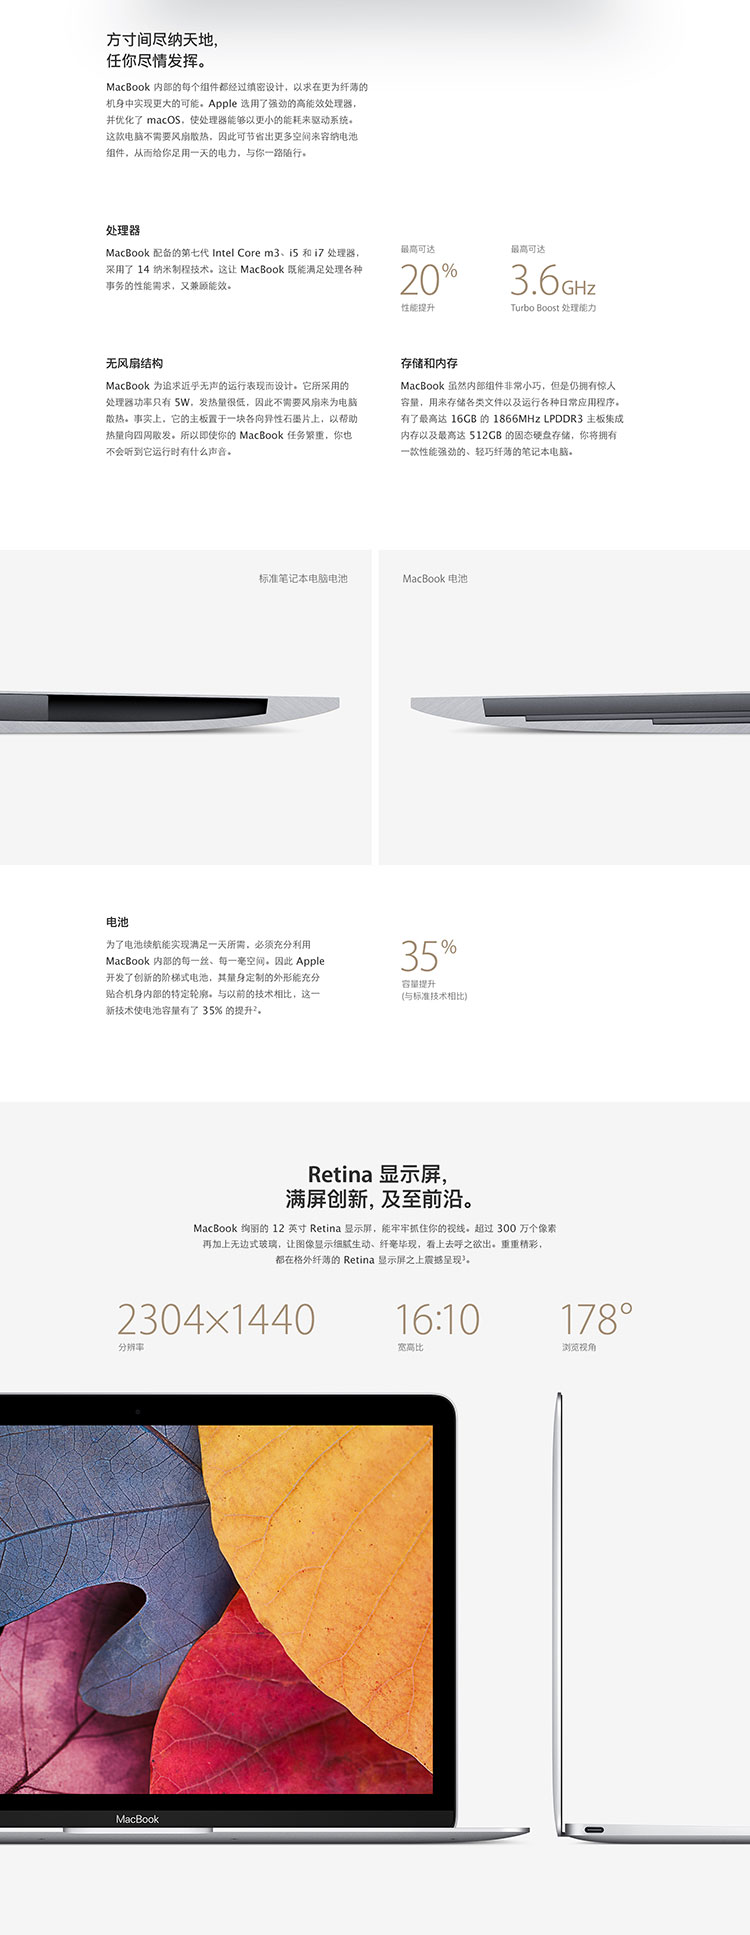 方寸间尽纳天地，
任你尽情发挥。
MacBook 内部的每个组件都经过缜密设计，以求在更为纤薄的
机身中实现更大的可能。Apple 选用了强劲的高能效处理器，
并优化了 macOS，使处理器能够以更小的能耗来驱动系统。
这款电脑不需要风扇散热，因此可节省出更多空间来容纳电池
组件，从而给你足用一天的电力，与你一路随行。
处理器
MacBook 配备的第七代 Intel Core m3、i5 和 i7 处理器，
采用了 14 纳米制程技术。这让 MacBook 既能满足处理各种
事务的性能需求，又兼顾能效。
最高可达
20%
性能提升
最高可达
3.6GHz
Turbo Boost 处理能力
无风扇结构
MacBook 为追求近乎无声的运行表现而设计。它所采用的
处理器功率只有 5W，发热量很低，因此不需要风扇来为电脑
散热。事实上，它的主板置于一块各向异性石墨片上，以帮助
热量向四周散发。所以即使你的 MacBook 任务繁重，你也
不会听到它运行时有什么声音。
存储和内存
MacBook 虽然内部组件非常小巧，但是仍拥有惊人
容量，用来存储各类文件以及运行各种日常应用程序。
有了最高达 16GB 的 1866MHz LPDDR3 主板集成
内存以及最高达 512GB 的固态硬盘存储，你将拥有
一款性能强劲的、轻巧纤薄的笔记本电脑。
标准笔记本电脑电池
MacBook 电池
电池
为了电池续航能实现满足一天所需，必须充分利用
MacBook 内部的每一丝、每一毫空间。因此 Apple
开发了创新的阶梯式电池，其量身定制的外形能充分
贴合机身内部的特定轮廓。与以前的技术相比，这一
新技术使电池容量有了 35% 的提升²。
35%
容量提升
(与标准技术相比)
Retina 显示屏，
满屏创新，及至前沿。
MacBook 绚丽的 12 英寸 Retina 显示屏，能牢牢抓住你的视线。超过 300 万个像素
再加上无边式玻璃，让图像显示细腻生动、纤毫毕现，看上去呼之欲出。重重精彩，
都在格外纤薄的 Retina 显示屏之上震撼呈现³。
2304×1440
分辨率
16:10
宽高比
178°
浏览视角
MacBook